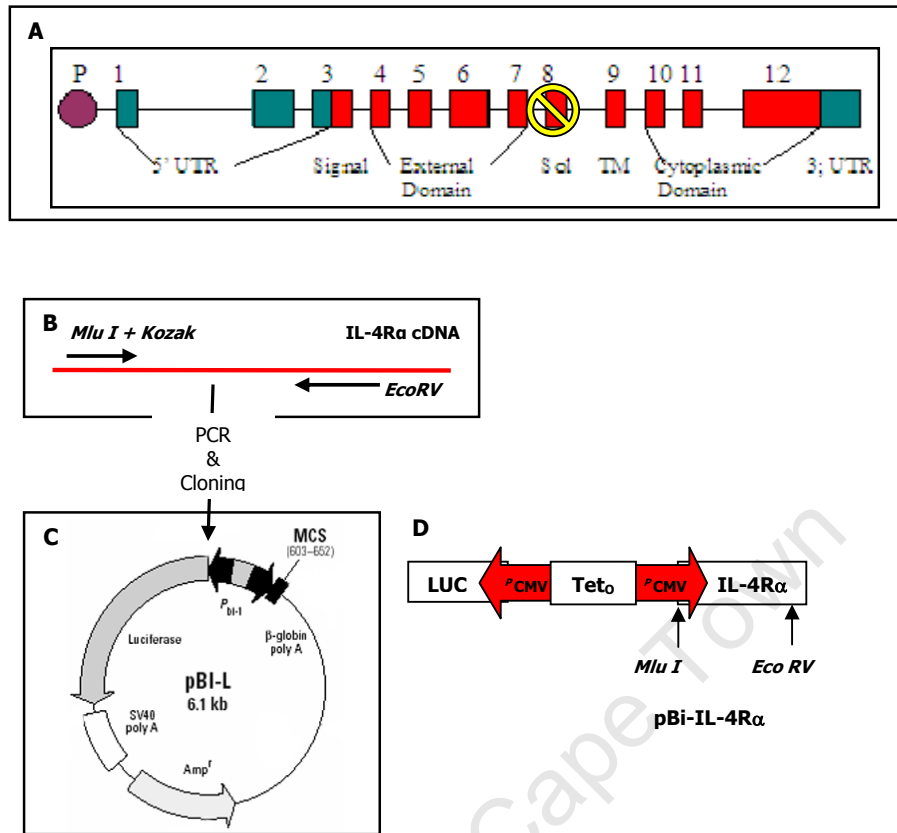 A
P 1 2 3 4 5 6 7 8 9 10 11 12
5' UTR Signal External Domain Sol TM Cytoplasmic Domain 3; UTR
B
Mlu I + Kozak
IL-4Rα cDNA
EcoRV
PCR
&
Cloning
C
MCS
(603–652)
Pbi-1
β-globin
poly A
Luciferase
pBI-L
6.1 kb
SV40
poly A
Ampr
D
LUC PCMV TetO PCMV IL-4Rα
Mlu I Eco RV
pBi-IL-4Rα
Cape Town